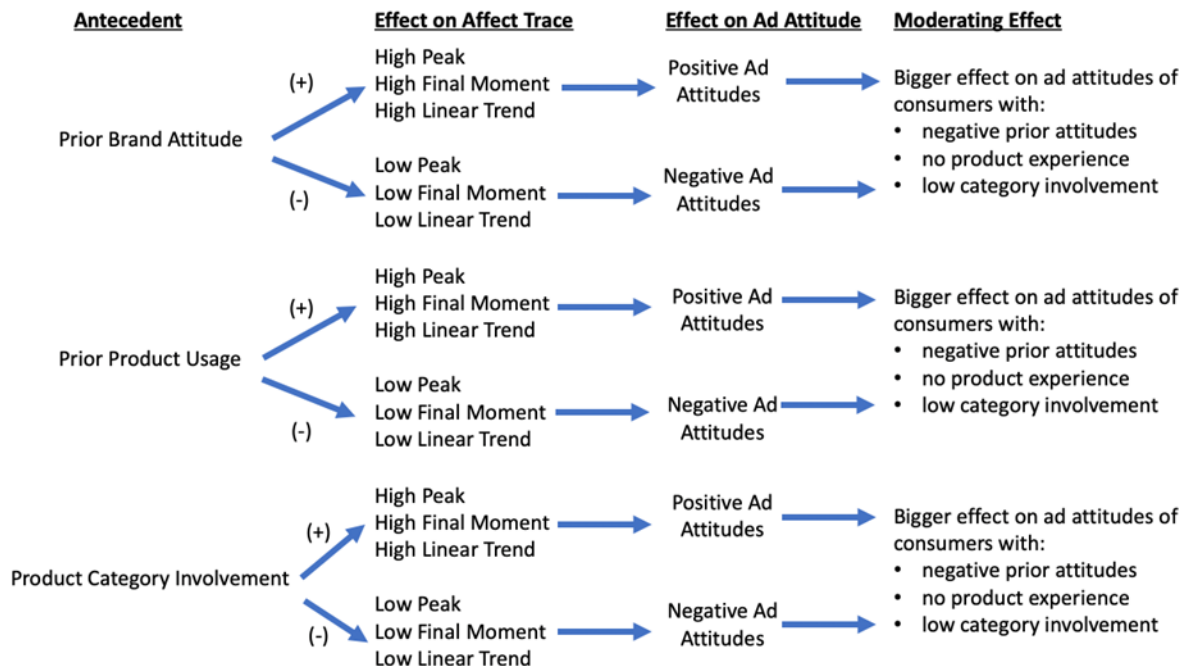 Antecedent
Effect on Affect Trace
Effect on Ad Attitude
Moderating Effect
Prior Brand Attitude
(+)
High Peak
High Final Moment
High Linear Trend
Positive Ad
Attitudes
(-)
Low Peak
Low Final Moment
Low Linear Trend
Negative Ad
Attitudes
Bigger effect on ad attitudes of
consumers with:
• negative prior attitudes
• no product experience
• low category involvement
Prior Product Usage
(+)
High Peak
High Final Moment
High Linear Trend
Positive Ad
Attitudes
(-)
Low Peak
Low Final Moment
Low Linear Trend
Negative Ad
Attitudes
Bigger effect on ad attitudes of
consumers with:
• negative prior attitudes
• no product experience
• low category involvement
Product Category Involvement
(+)
High Peak
High Final Moment
High Linear Trend
Positive Ad
Attitudes
(-)
Low Peak
Low Final Moment
Low Linear Trend
Negative Ad
Attitudes
Bigger effect on ad attitudes of
consumers with:
• negative prior attitudes
• no product experience
• low category involvement